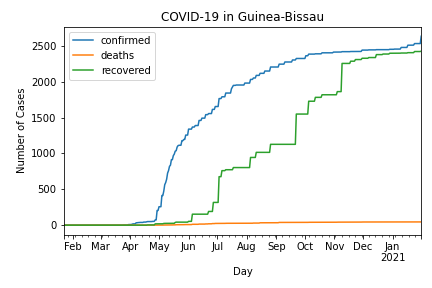 COVID-19 in Guinea-Bissau
confirmed
deaths
recovered
Number of Cases
2500
2000
1500
1000
500
0
Feb Mar Apr May Jun Jul Aug Sep Oct Nov Dec Jan
2021
Day